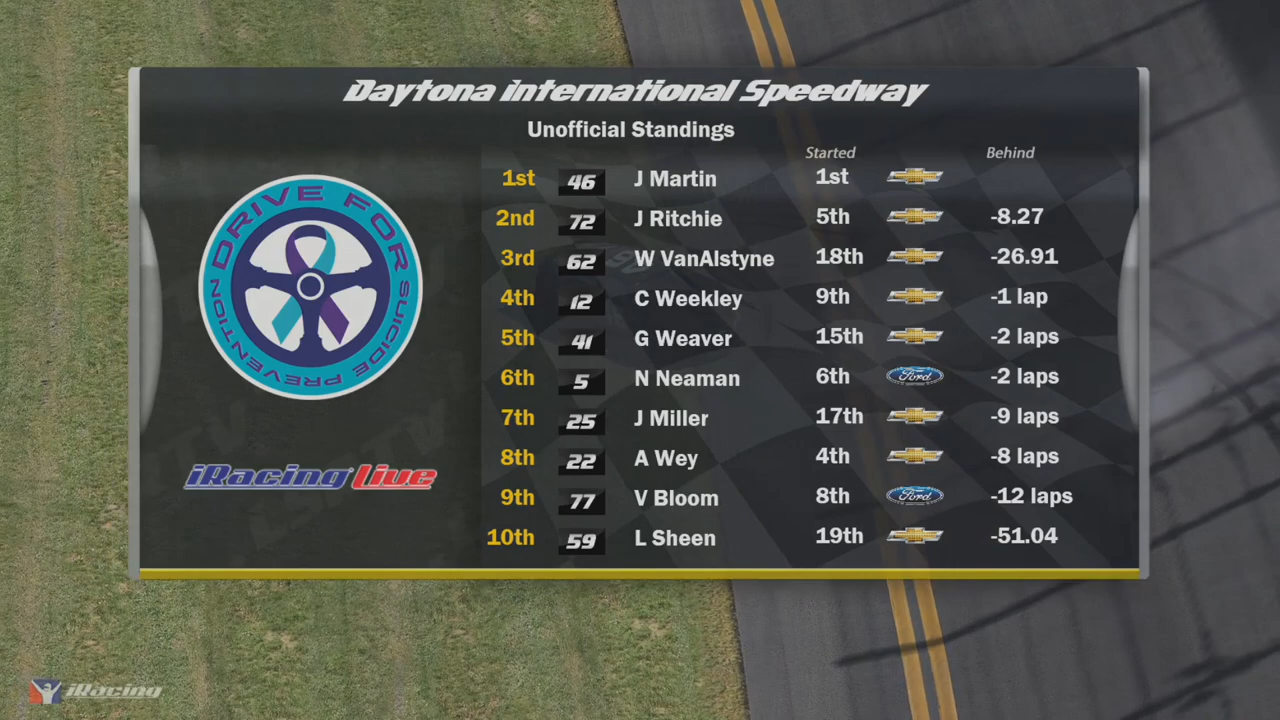 Daytona International Speedway
Unofficial Standings
Started Behind
1st 46 J Martin 1st
2nd 72 J Ritchie 5th Ford -8.27
3rd 62 W VanAlstyne 18th -26.91
4th 12 C Weekley 9th -1 lap
5th 41 G Weaver 15th -2 laps
6th 5 N Neaman 6th Ford -2 laps
7th 25 J Miller 17th -9 laps
8th 22 A Wey 4th -8 laps
9th 77 V Bloom 8th Ford -12 laps
10th 59 L Sheen 19th -51.04
DRIVE FOR
SUICIDE PREVENTION
iRacing Live
iRacing